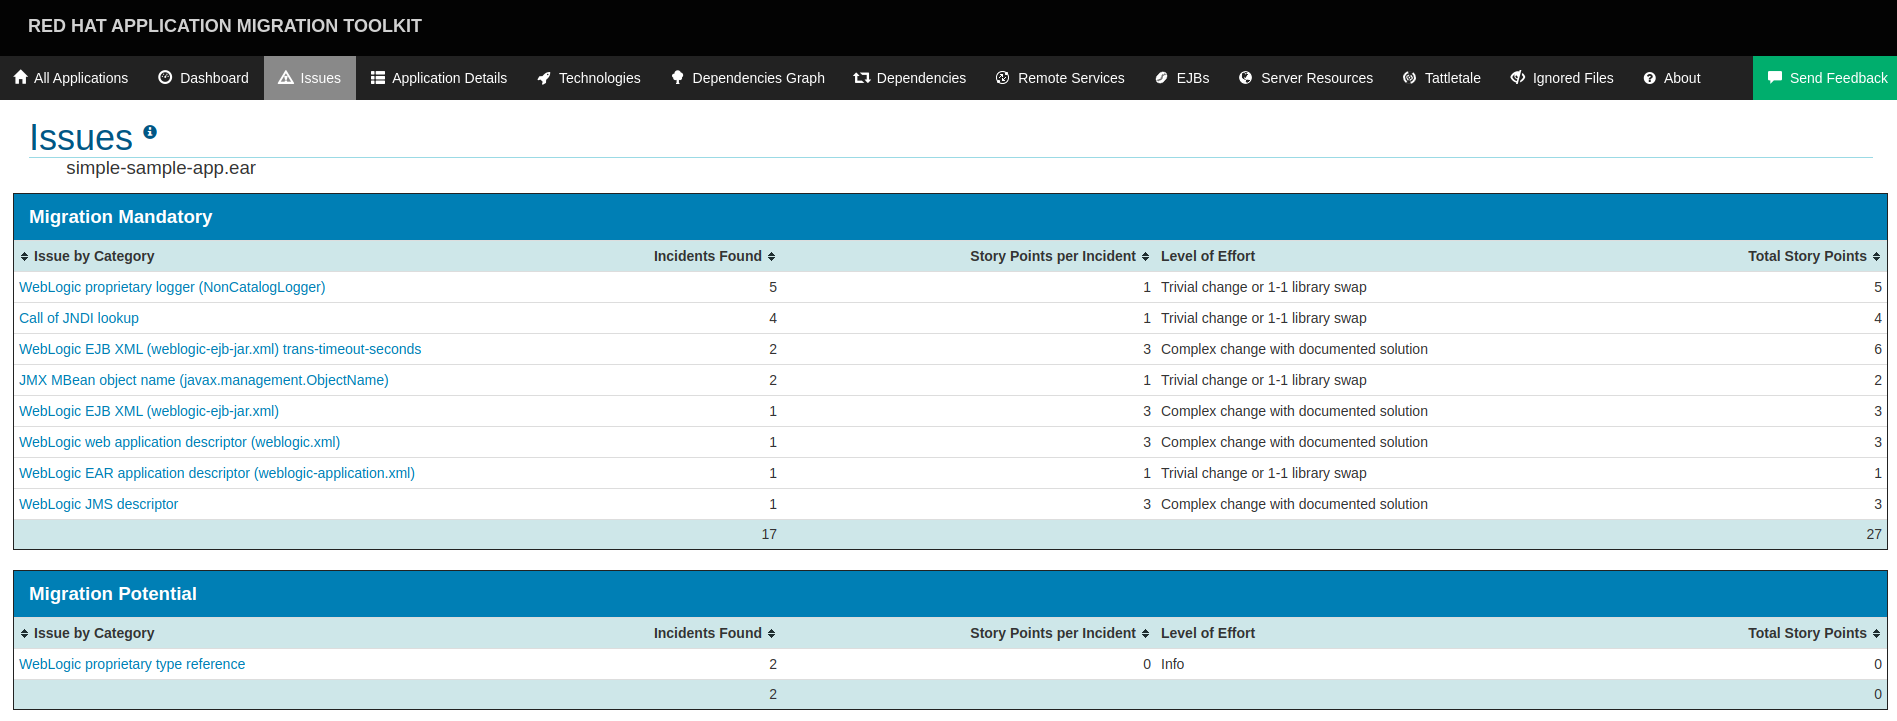 RED HAT APPLICATION MIGRATION TOOLKIT
All Applications Dashboard Issues Application Details Technologies Dependencies Graph Dependencies Remote Services EJBs Server Resources Tattletale Ignored Files About Send Feedback
Issues
simple-sample-app.ear
Migration Mandatory
Issue by Category Incidents Found Story Points per Incident Level of Effort Total Story Points
WebLogic proprietary logger (NonCatalogLogger) 5 1 Trivial change or 1-1 library swap 5
Call of JNDI lookup 4 1 Trivial change or 1-1 library swap 4
WebLogic EJB XML (weblogic-ejb-jar.xml) trans-timeout-seconds 2 3 Complex change with documented solution 6
JMX MBean object name (javax.management.ObjectName) 2 1 Trivial change or 1-1 library swap 2
WebLogic EJB XML (weblogic-ejb-jar.xml) 1 3 Complex change with documented solution 3
WebLogic web application descriptor (weblogic.xml) 1 3 Complex change with documented solution 3
WebLogic EAR application descriptor (weblogic-application.xml) 1 1 Trivial change or 1-1 library swap 1
WebLogic JMS descriptor 1 3 Complex change with documented solution 3
17 27
Migration Potential
Issue by Category Incidents Found Story Points per Incident Level of Effort Total Story Points
WebLogic proprietary type reference 2 0 Info 0
2 0